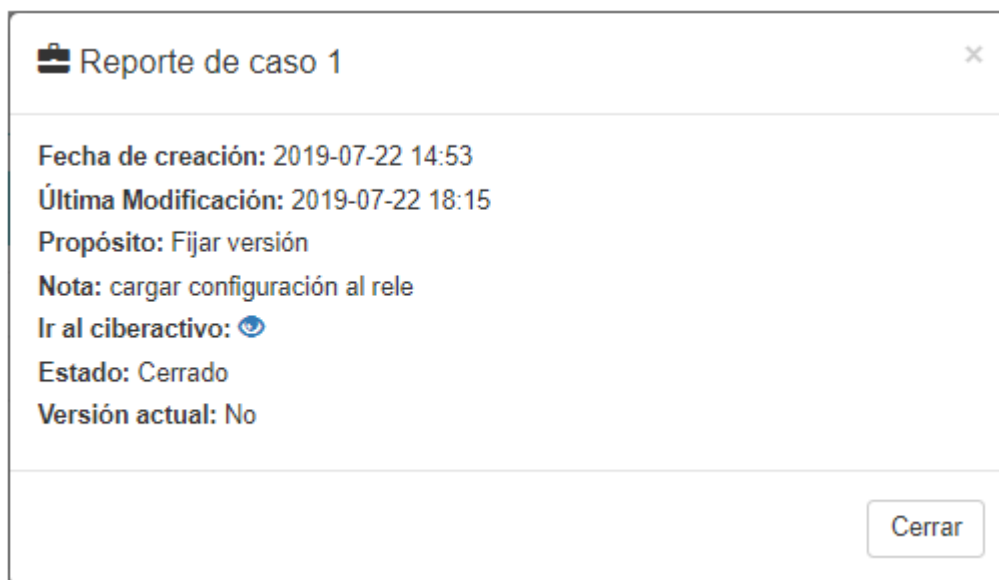 Reporte de caso 1
×
Fecha de creación: 2019-07-22 14:53
Última Modificación: 2019-07-22 18:15
Propósito: Fijar versión
Nota: cargar configuración al rele
Ir al ciberactivo:
Estado: Cerrado
Versión actual: No
Cerrar